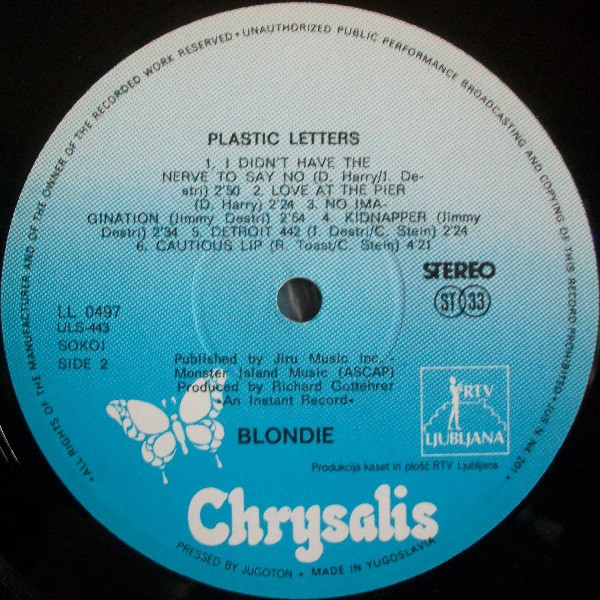 • ALL RIGHTS OF THE MANUFACTURER AND OF THE OWNER OF THE RECORDED WORK RESERVED • UNAUTHORIZED PUBLIC PERFORMANCE BROADCASTING AND COPYING OF THIS RECORD PROHIBITED • JUS N. N4. 201 •
PLASTIC LETTERS
1. I DIDN'T HAVE THE
NERVE TO SAY NO (D. Harry/J. De-
stri) 2'50 2. LOVE AT THE PIER
(D. Harry) 2'24 3. NO IMA-
GINATION (Jimmy Destri) 2'54 4. KIDNAPPER (Jimmy
Destri) 2'34 5. DETROIT 442 (J. Destri/C. Stein) 2'24
6. CAUTIOUS LIP (R. Toast/C. Stein) 4'21
STEREO
ST 33
LL 0497
ULS-443
SOKOJ
SIDE 2
Published by Jiru Music Inc. -
Monster Island Music (ASCAP)
Produced by Richard Gottehrer
•An Instant Record•
RTV
LJUBLJANA
BLONDIE
Produkcija kaset in plošč RTV Ljubljana
Chrysalis
PRESSED BY JUGOTON • MADE IN YUGOSLAVIA